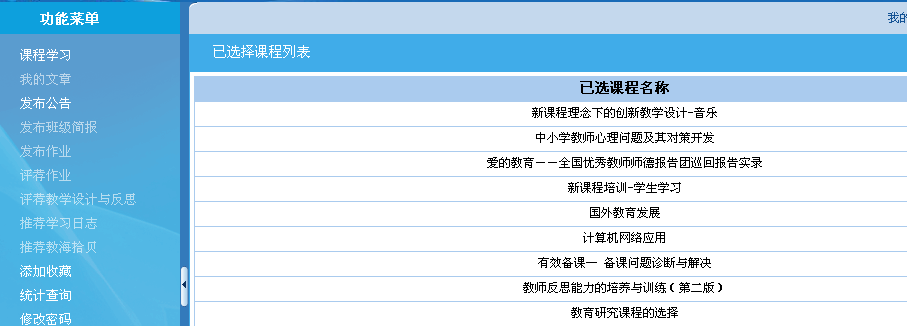 功能菜单
课程学习
我的文章
发布公告
发布班级简报
发布作业
评荐作业
评荐教学设计与反思
推荐学习日志
推荐教海拾贝
添加收藏
统计查询
修改密码
我的
已选择课程列表
已选课程名称
新课程理念下的创新教学设计-音乐
中小学教师心理问题及其对策开发
爱的教育——全国优秀教师师德报告团巡回报告实录
新课程培训-学生学习
国外教育发展
计算机网络应用
有效备课— 备课问题诊断与解决
教师反思能力的培养与训练（第二版）
教育研究课程的选择